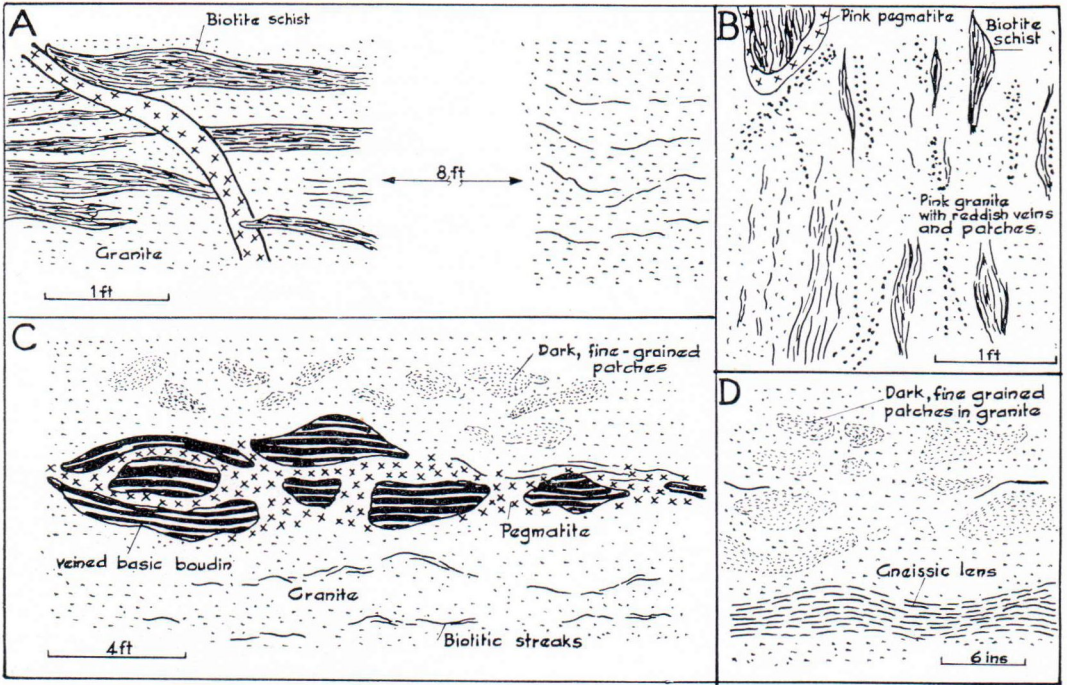 A
Biotite schist
8 ft
Granite
1 ft
B
Pink pegmatite
Biotite
schist
Pink granite
with reddish veins
and patches.
1 ft
C
Dark, fine-grained
patches
Pegmatite
veined basic boudin
Granite
Biotitic streaks
4 ft
D
Dark, fine grained
patches in granite
Gneissic lens
6 ins